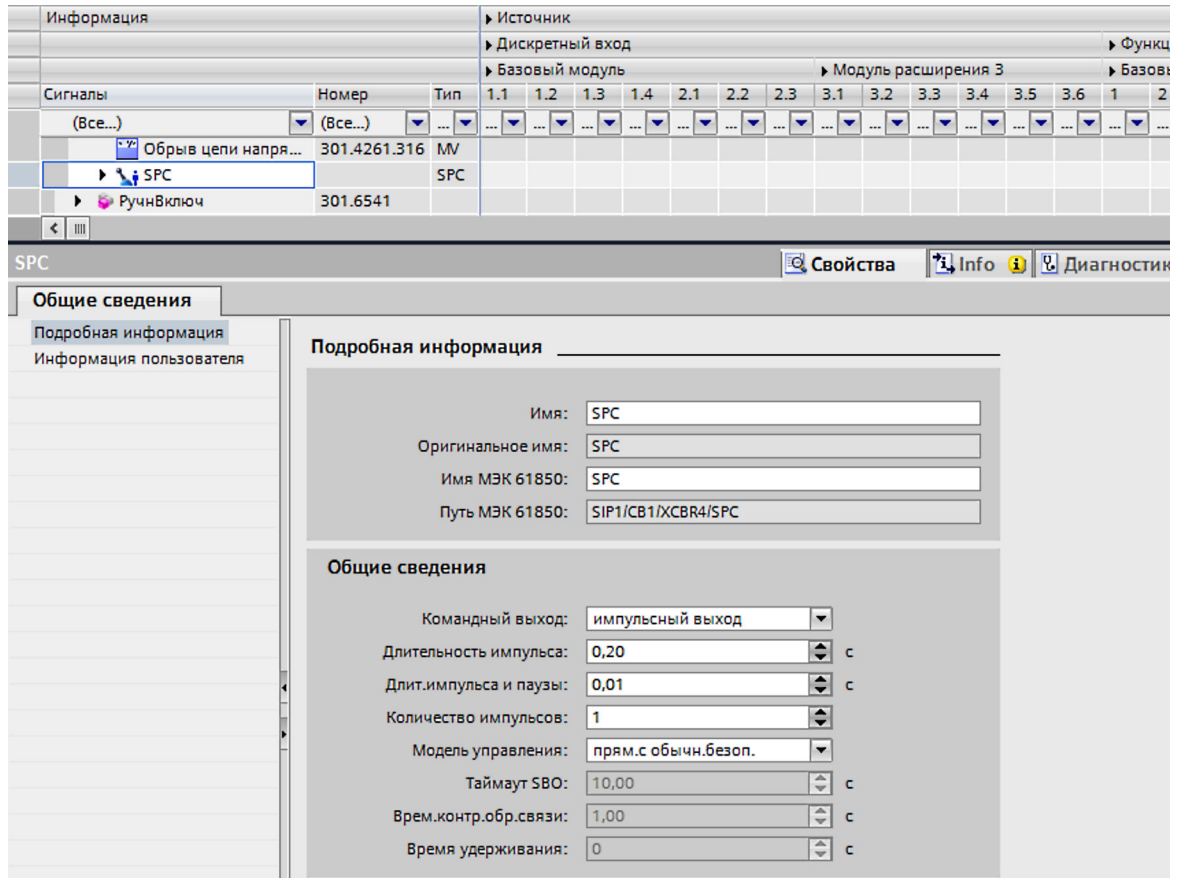 Информация Источник
Дискретный вход Функц
Базовый модуль Модуль расширения 3 Базовы
Сигналы Номер Тип 1.1 1.2 1.3 1.4 2.1 2.2 2.3 3.1 3.2 3.3 3.4 3.5 3.6 1 2
(Все...) (Все...) ... ... ... ... ... ... ... ... ... ... ... ... ... ... ... ...
Обрыв цепи напря... 301.4261.316 MV
SPC SPC
РучнВключ 301.6541
SPC Свойства Info Диагностик
Общие сведения
Подробная информация
Информация пользователя
Подробная информация
Имя: SPC
Оригинальное имя: SPC
Имя МЭК 61850: SPC
Путь МЭК 61850: SIP1/CB1/XCBR4/SPC
Общие сведения
Командный выход: импульсный выход
Длительность импульса: 0,20 с
Длит.импульса и паузы: 0,01 с
Количество импульсов: 1
Модель управления: прям.с обычн.безоп.
Таймаут SBO: 10,00 с
Врем.контр.обр.связи: 1,00 с
Время удерживания: 0 с